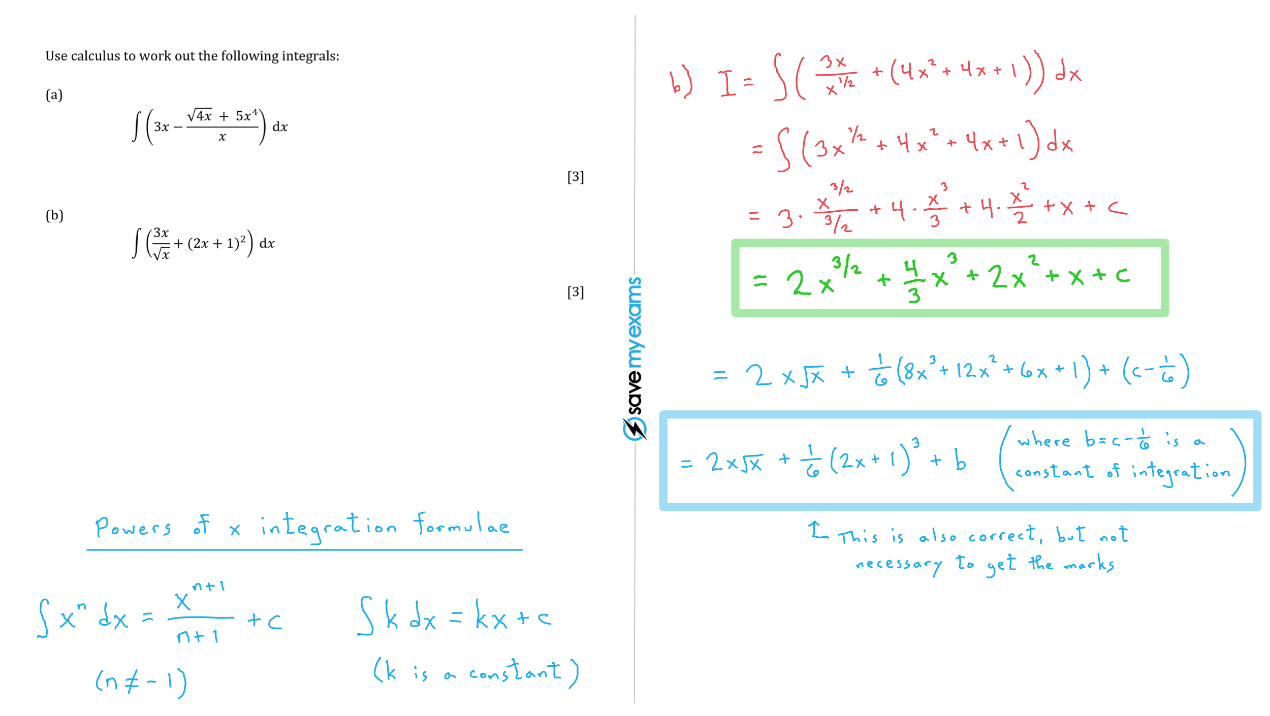 Use calculus to work out the following integrals:
(a)
∫(3x − (√4x + 5x⁴)/x) dx
[3]
(b)
∫(3x/√x + (2x + 1)²) dx
[3]
Powers of x integration formulae
∫xⁿ dx = xⁿ⁺¹/(n+1) + c
(n ≠ −1)
∫k dx = kx + c
(k is a constant)
savemyexams
b) I = ∫(3x/x^(1/2) + (4x² + 4x + 1)) dx
= ∫(3x^(1/2) + 4x² + 4x + 1) dx
= 3 · x^(3/2)/(3/2) + 4 · x³/3 + 4 · x²/2 + x + c
= 2x^(3/2) + 4/3 x³ + 2x² + x + c
= 2x√x + 1/6 (8x³ + 12x² + 6x + 1) + (c − 1/6)
= 2x√x + 1/6 (2x + 1)³ + b
(where b = c − 1/6 is a
constant of integration)
↑ This is also correct, but not
necessary to get the marks